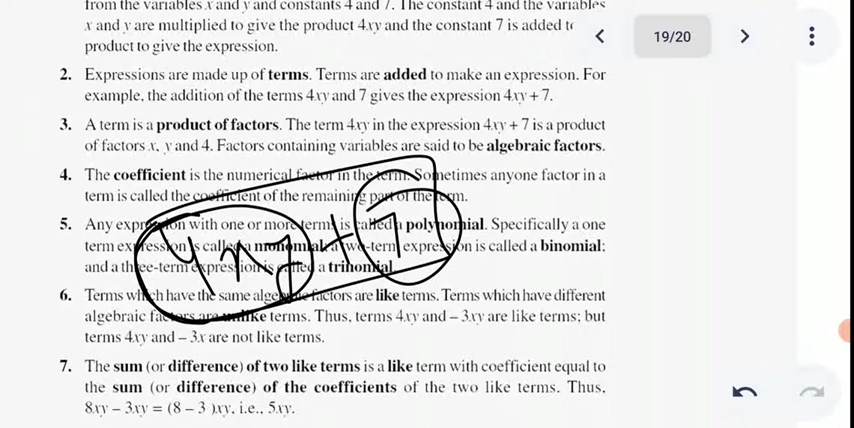 from the variables x and y and constants 4 and 7. The constant 4 and the variables
x and y are multiplied to give the product 4xy and the constant 7 is added to
product to give the expression.
19/20
2. Expressions are made up of terms. Terms are added to make an expression. For
example, the addition of the terms 4xy and 7 gives the expression 4xy + 7.
3. A term is a product of factors. The term 4xy in the expression 4xy + 7 is a product
of factors x, y and 4. Factors containing variables are said to be algebraic factors.
4. The coefficient is the numerical factor in the term. Sometimes anyone factor in a
term is called the coefficient of the remaining part of the term.
5. Any expression with one or more terms is called a polynomial. Specifically a one
term expression is called a monomial; a two-term expression is called a binomial;
and a three-term expression is called a trinomial.
4xy + 7
6. Terms which have the same algebraic factors are like terms. Terms which have different
algebraic factors are unlike terms. Thus, terms 4xy and – 3xy are like terms; but
terms 4xy and – 3x are not like terms.
7. The sum (or difference) of two like terms is a like term with coefficient equal to
the sum (or difference) of the coefficients of the two like terms. Thus,
8xy – 3xy = (8 – 3 )xy, i.e., 5xy.